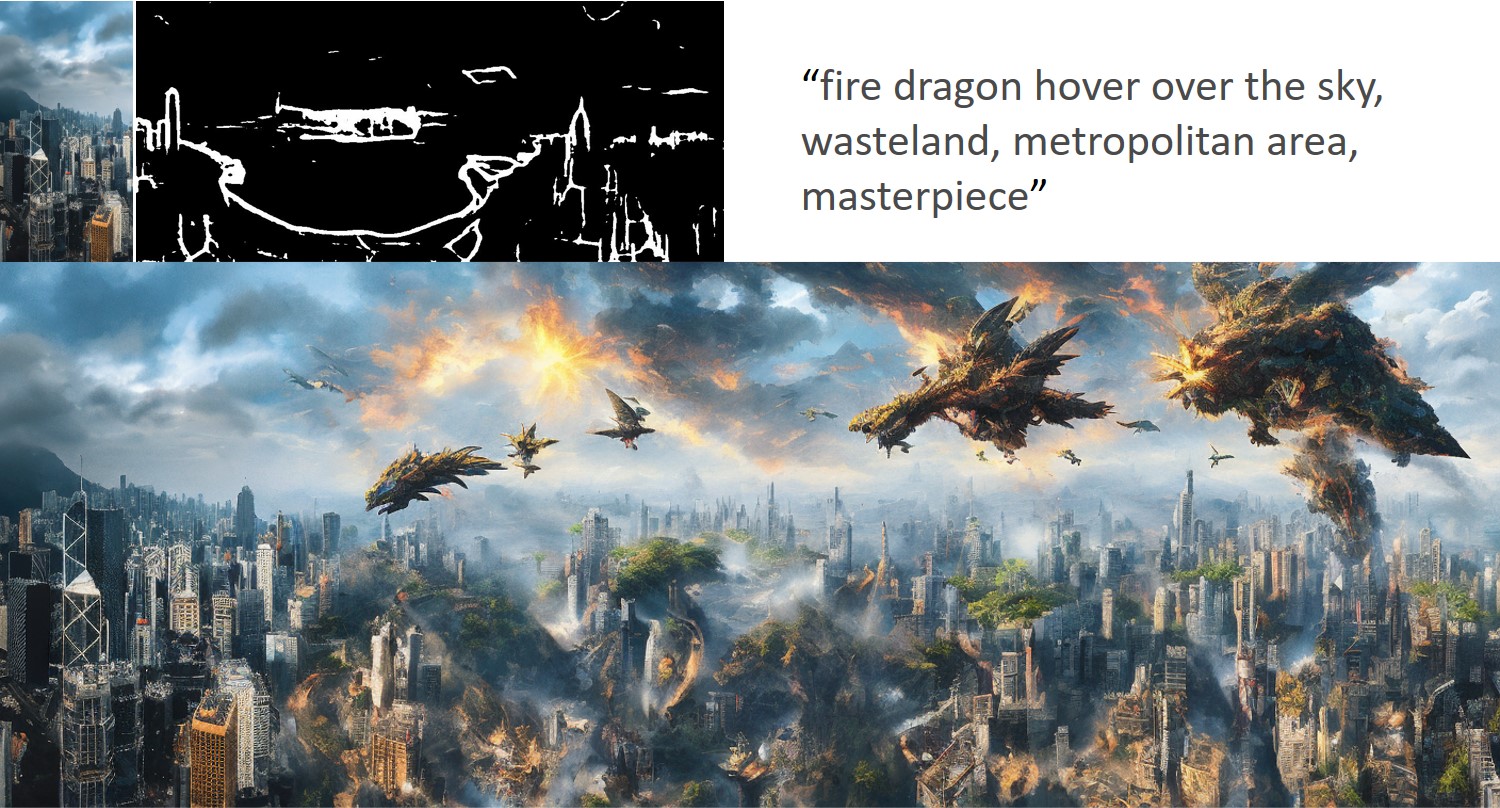 “fire dragon hover over the sky,
wasteland, metropolitan area,
masterpiece”